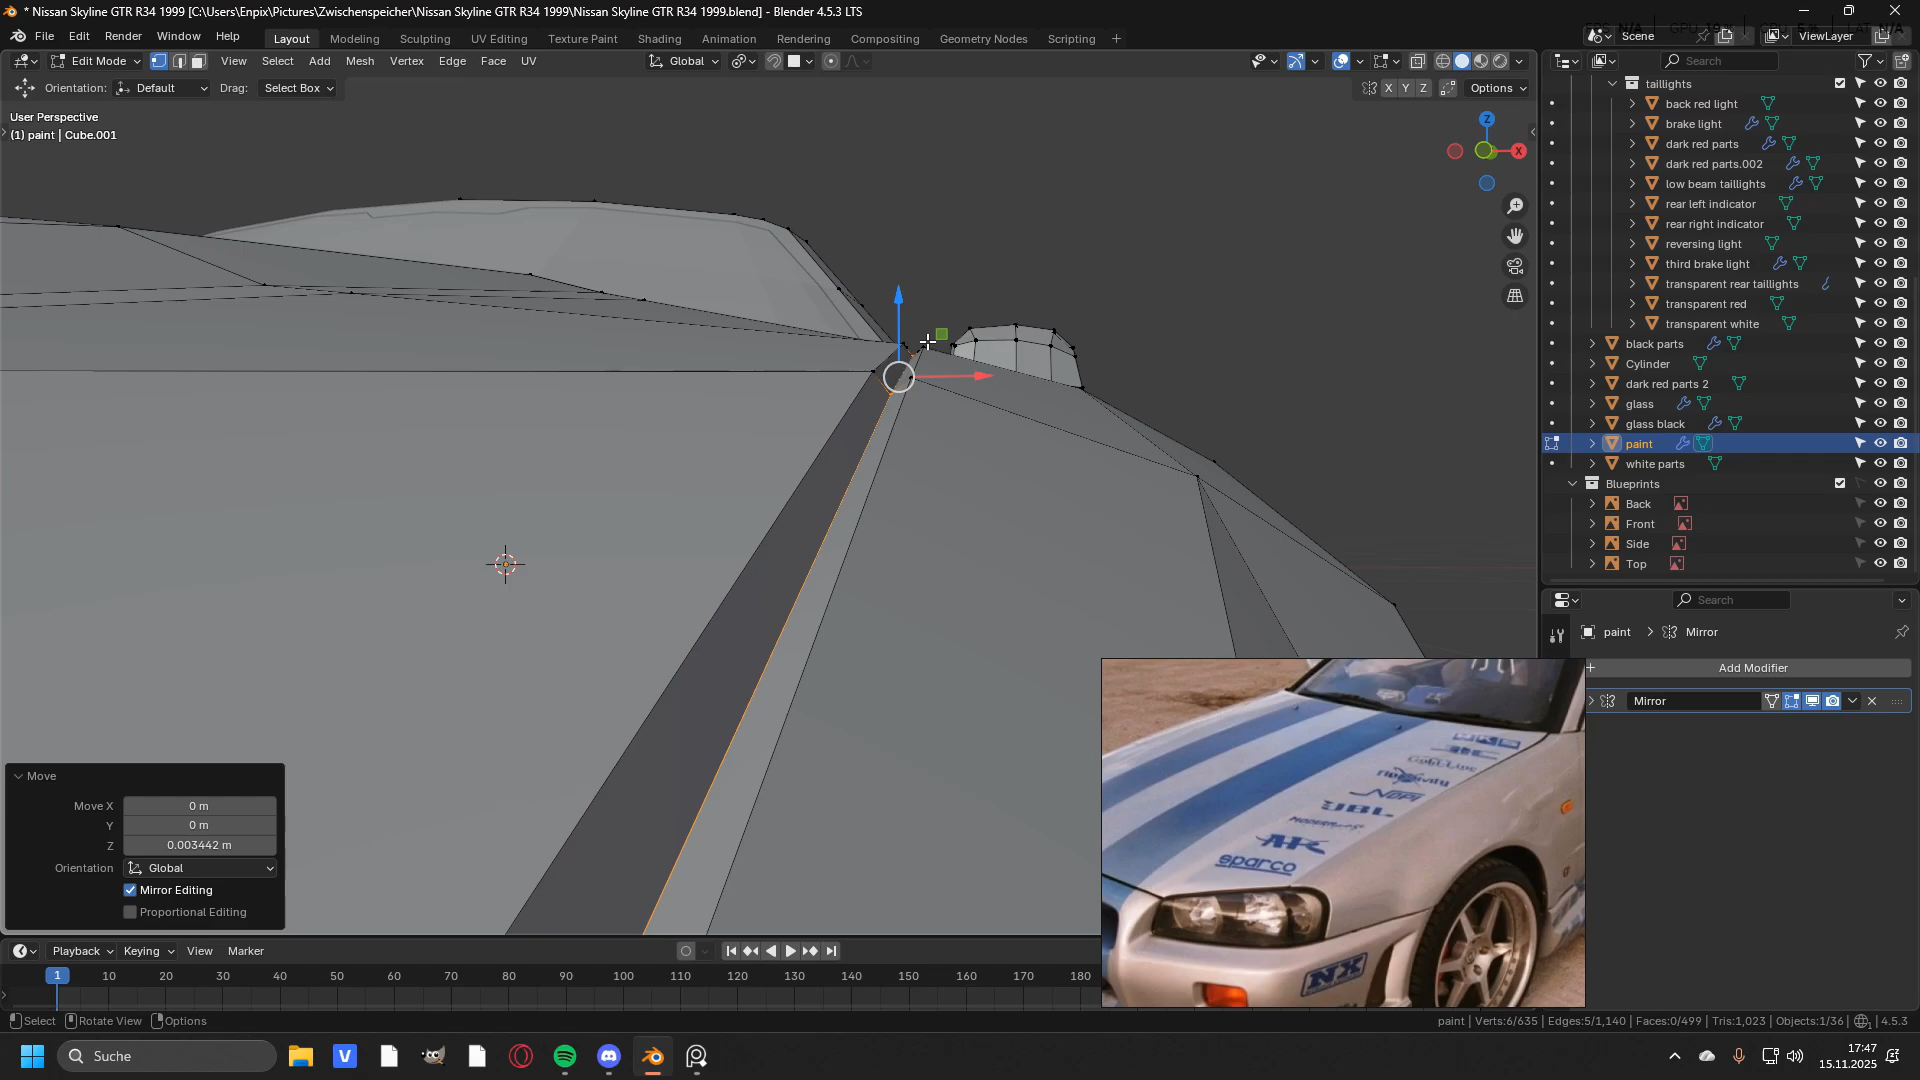 * Nissan Skyline GTR R34 1999 [C:\Users\Enpix\Pictures\Zwischenspeicher\Nissan Skyline GTR R34 1999\Nissan Skyline GTR R34 1999.blend] - Blender 4.5.3 LTS
File Edit Render Window Help Layout Modeling Sculpting UV Editing Texture Paint Shading Animation Rendering Compositing Geometry Nodes Scripting Scene ViewLayer
Edit Mode View Select Add Mesh Vertex Edge Face UV Global Search
Orientation: Default Drag: Select Box X Y Z Options
User Perspective
(1) paint | Cube.001
Z
X
taillights
back red light
brake light
dark red parts
dark red parts.002
low beam taillights
rear left indicator
rear right indicator
reversing light
third brake light
transparent rear taillights
transparent red
transparent white
black parts
Cylinder
dark red parts 2
glass
glass black
paint
white parts
Blueprints
Back
Front
Side
Top
Search
paint Mirror
Add Modifier
Mirror
JBL
AR
sparco
NX
Move
Move X 0 m
Y 0 m
Z 0.003442 m
Orientation Global
Mirror Editing
Proportional Editing
Playback Keying View Marker
1 10 20 30 40 50 60 70 80 90 100 110 120 130 140 150 160 170 180
Select Rotate View Options
paint | Verts:6/635 | Edges:5/1,140 | Faces:0/499 | Tris:1,023 | Objects:1/36 | 4.5.3
Suche
17:47
15.11.2025